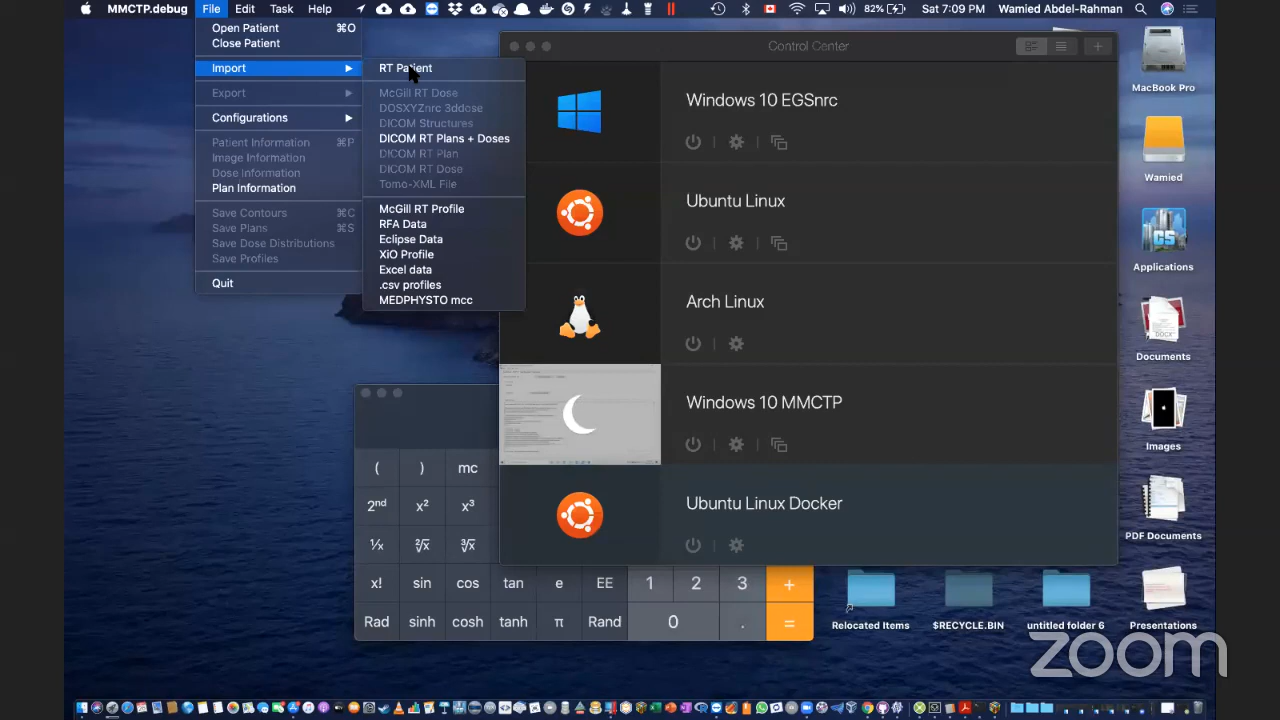 MMCTP.debug File Edit Task Help 82% Sat 7:09 PM Wamied Abdel-Rahman
Open Patient ⌘O
Close Patient
Import ▶
Export ▶
Configurations ▶
Patient Information ⌘P
Image Information
Dose Information
Plan Information
Save Contours ⌘C
Save Plans ⌘S
Save Dose Distributions
Save Profiles
Quit
RT Patient
McGill RT Dose
DOSXYZnrc 3ddose
DICOM Structures
DICOM RT Plans + Doses
DICOM RT Plan
DICOM RT Dose
Tomo-XML File
McGill RT Profile
RFA Data
Eclipse Data
XiO Profile
Excel data
.csv profiles
MEDPHYSTO mcc
Control Center
Windows 10 EGSnrc
Ubuntu Linux
Arch Linux
Windows 10 MMCTP
Ubuntu Linux Docker
( ) mc
2nd x² x³
¹/x ²√x ³√x
x! sin cos tan e EE 1 2 3 +
Rad sinh cosh tanh π Rand 0 . =
MacBook Pro
Wamied
CS
Applications
DOCX
Documents
Images
PDF Documents
Relocated Items
$RECYCLE.BIN
untitled folder 6
Presentations
zoom